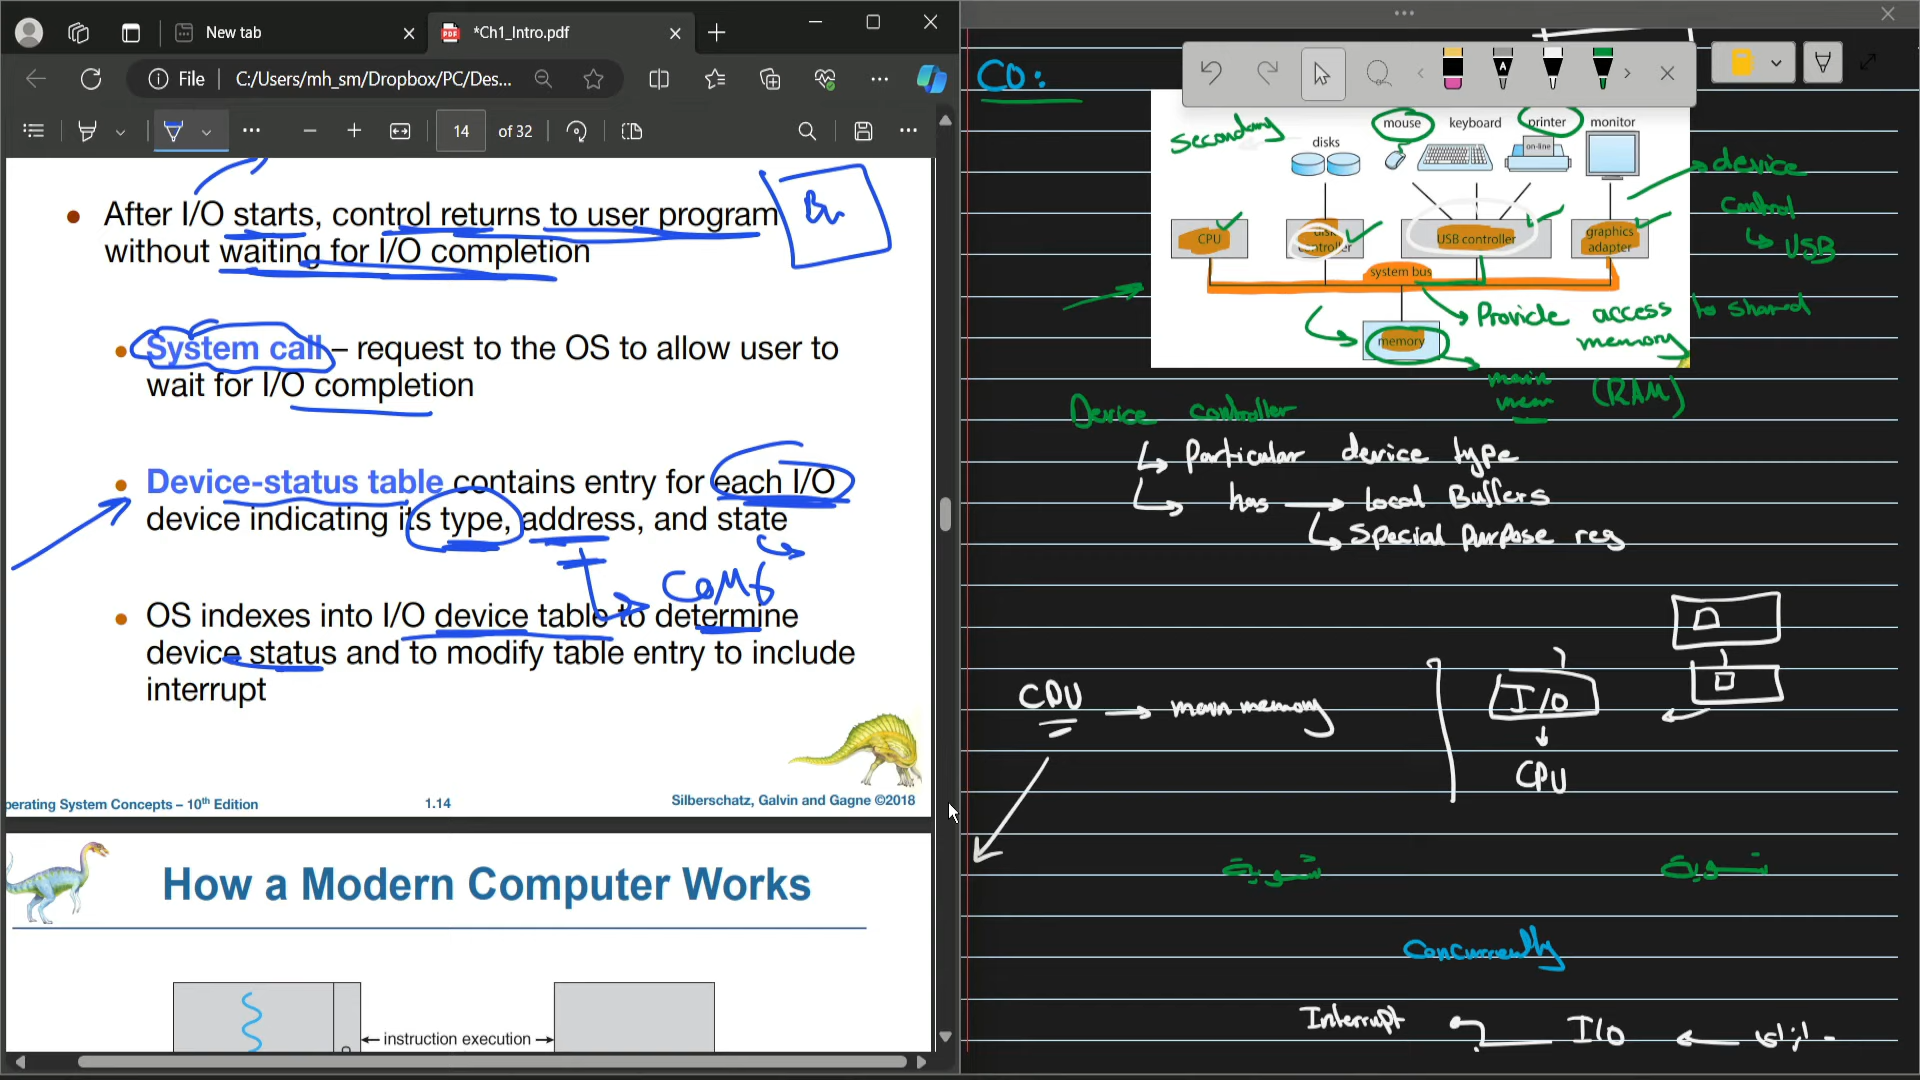 New tab
*Ch1_Intro.pdf
File
C:/Users/mh_sm/Dropbox/PC/Des...
14
of 32
After I/O starts, control returns to user program
without waiting for I/O completion
System call – request to the OS to allow user to
wait for I/O completion
Device-status table contains entry for each I/O
device indicating its type, address, and state
COM6
OS indexes into I/O device table to determine
device status and to modify table entry to include
interrupt
perating System Concepts – 10th Edition
1.14
Silberschatz, Galvin and Gagne ©2018
How a Modern Computer Works
instruction execution
CO:
Secondary
disks
mouse
keyboard
printer
monitor
on-line
device
control
USB
CPU
disk
controller
USB controller
graphics
adapter
system bus
memory
Provide access to shared
memory
main
mem
(RAM)
Device controller
Particular device type
has
Local Buffers
Special Purpose reg
CPU
main memory
I/O
CPU
Concurrently
Interrupt
I/O